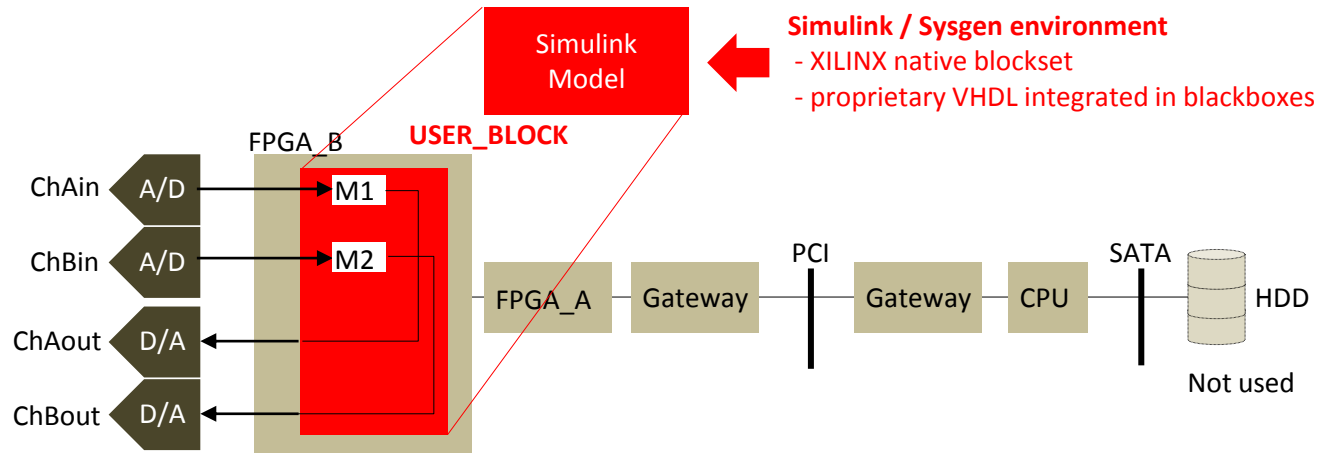 Simulink
Model
Simulink / Sysgen environment
- XILINX native blockset
- proprietary VHDL integrated in blackboxes
USER_BLOCK
FPGA_B
ChAin
A/D
M1
ChBin
A/D
M2
PCI
SATA
FPGA_A
Gateway
Gateway
CPU
HDD
ChAout
D/A
Not used
ChBout
D/A